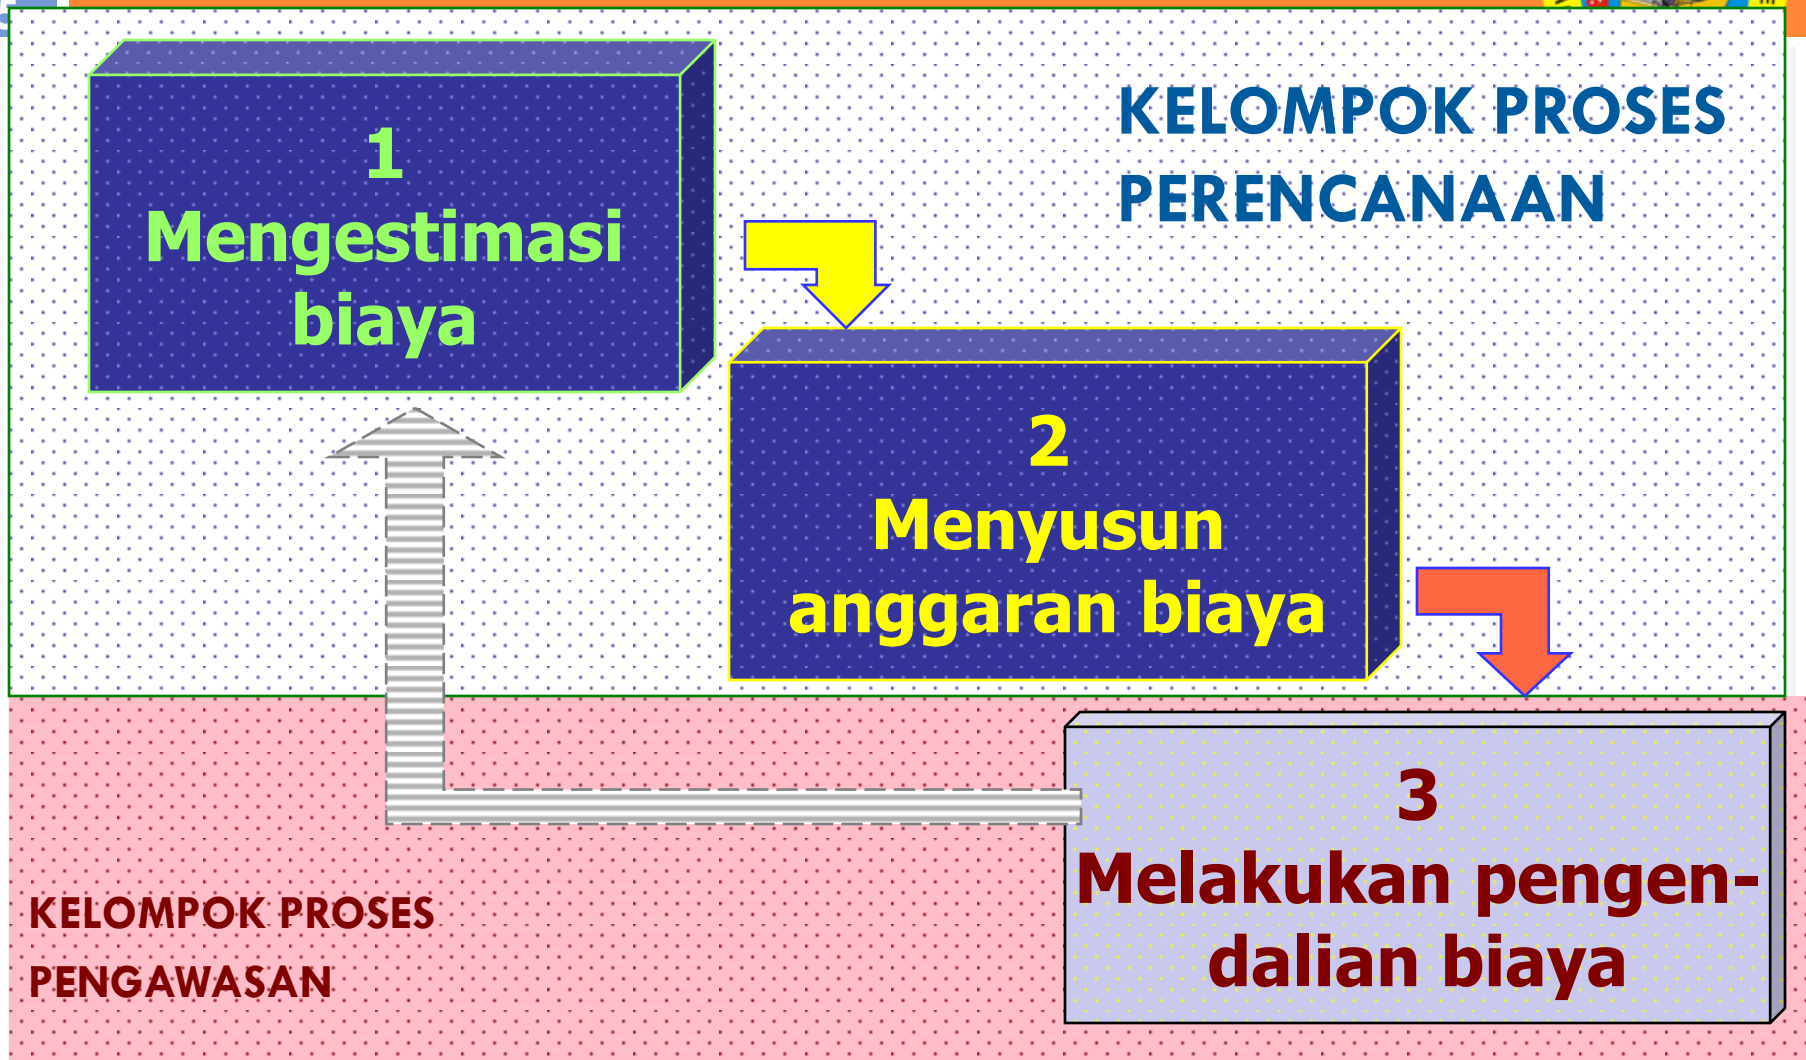 1
Mengestimasi
biaya
KELOMPOK PROSES
PERENCANAAN
2
Menyusun
anggaran biaya
3
Melakukan pengen-
dalian biaya
KELOMPOK PROSES
PENGAWASAN